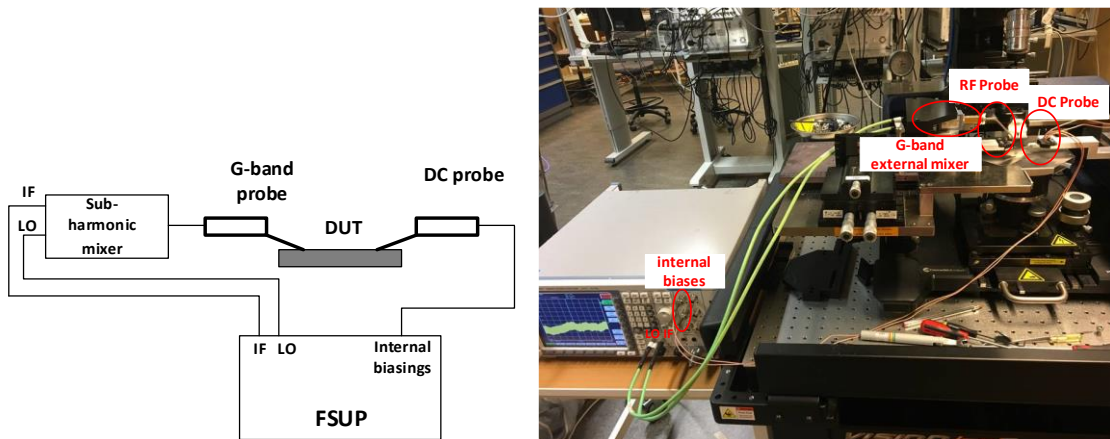 G-band
probe
DC probe
IF
LO
Sub-
harmonic
mixer
DUT
IF LO
Internal
biasings
FSUP
RF Probe
DC Probe
G-band
external mixer
internal
biases
LO IF